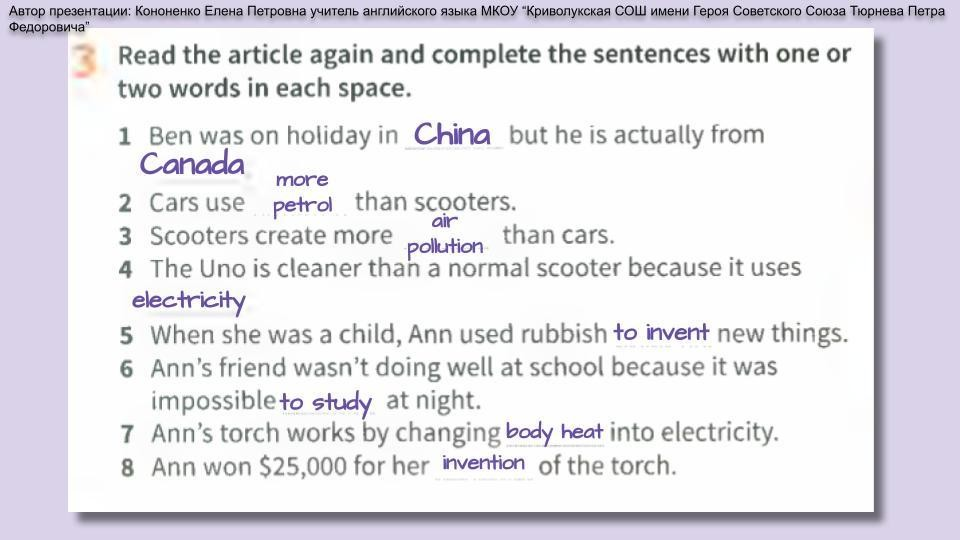 Автор презентации: Кононенко Елена Петровна учитель английского языка МКОУ “Криволукская СОШ имени Героя Советского Союза Тюрнева Петра
Федоровича”
3 Read the article again and complete the sentences with one or
two words in each space.
1 Ben was on holiday in China but he is actually from
Canada
2 Cars use more petrol than scooters.
3 Scooters create more air pollution than cars.
4 The Uno is cleaner than a normal scooter because it uses
electricity
5 When she was a child, Ann used rubbish to invent new things.
6 Ann’s friend wasn’t doing well at school because it was
impossible to study at night.
7 Ann’s torch works by changing body heat into electricity.
8 Ann won $25,000 for her invention of the torch.